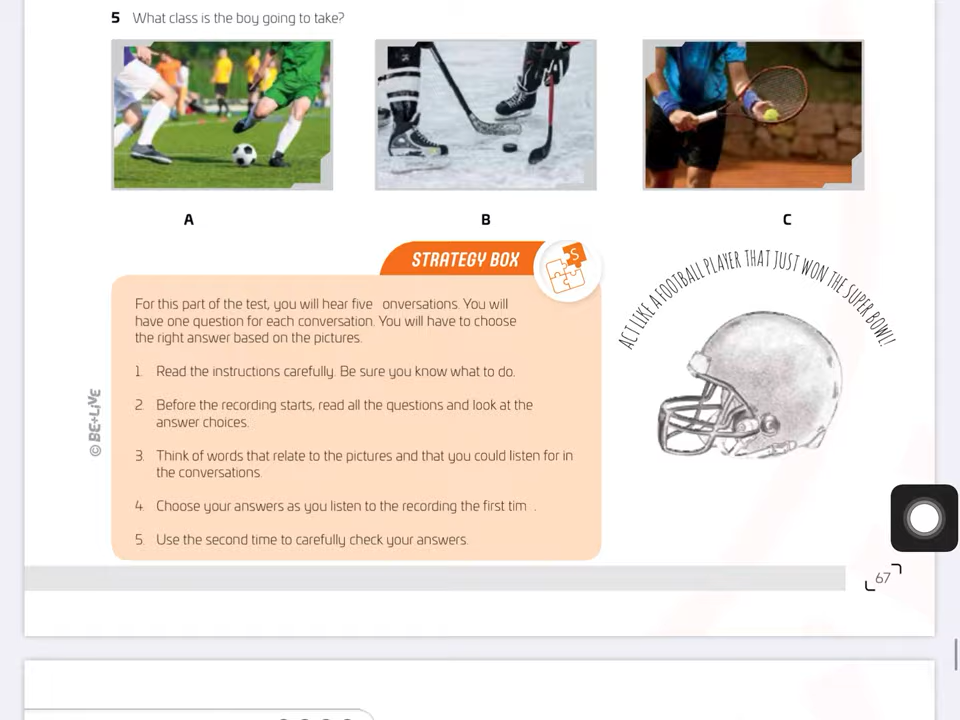 5 What class is the boy going to take?
A
B
C
STRATEGY BOX
S
ACT LIKE A FOOTBALL PLAYER THAT JUST WON THE SUPER BOWL!
For this part of the test, you will hear five onversations. You will
have one question for each conversation. You will have to choose
the right answer based on the pictures.
1. Read the instructions carefully. Be sure you know what to do.
2. Before the recording starts, read all the questions and look at the
answer choices.
3. Think of words that relate to the pictures and that you could listen for in
the conversations.
4. Choose your answers as you listen to the recording the first tim .
5. Use the second time to carefully check your answers.
© BE+LiVE
67